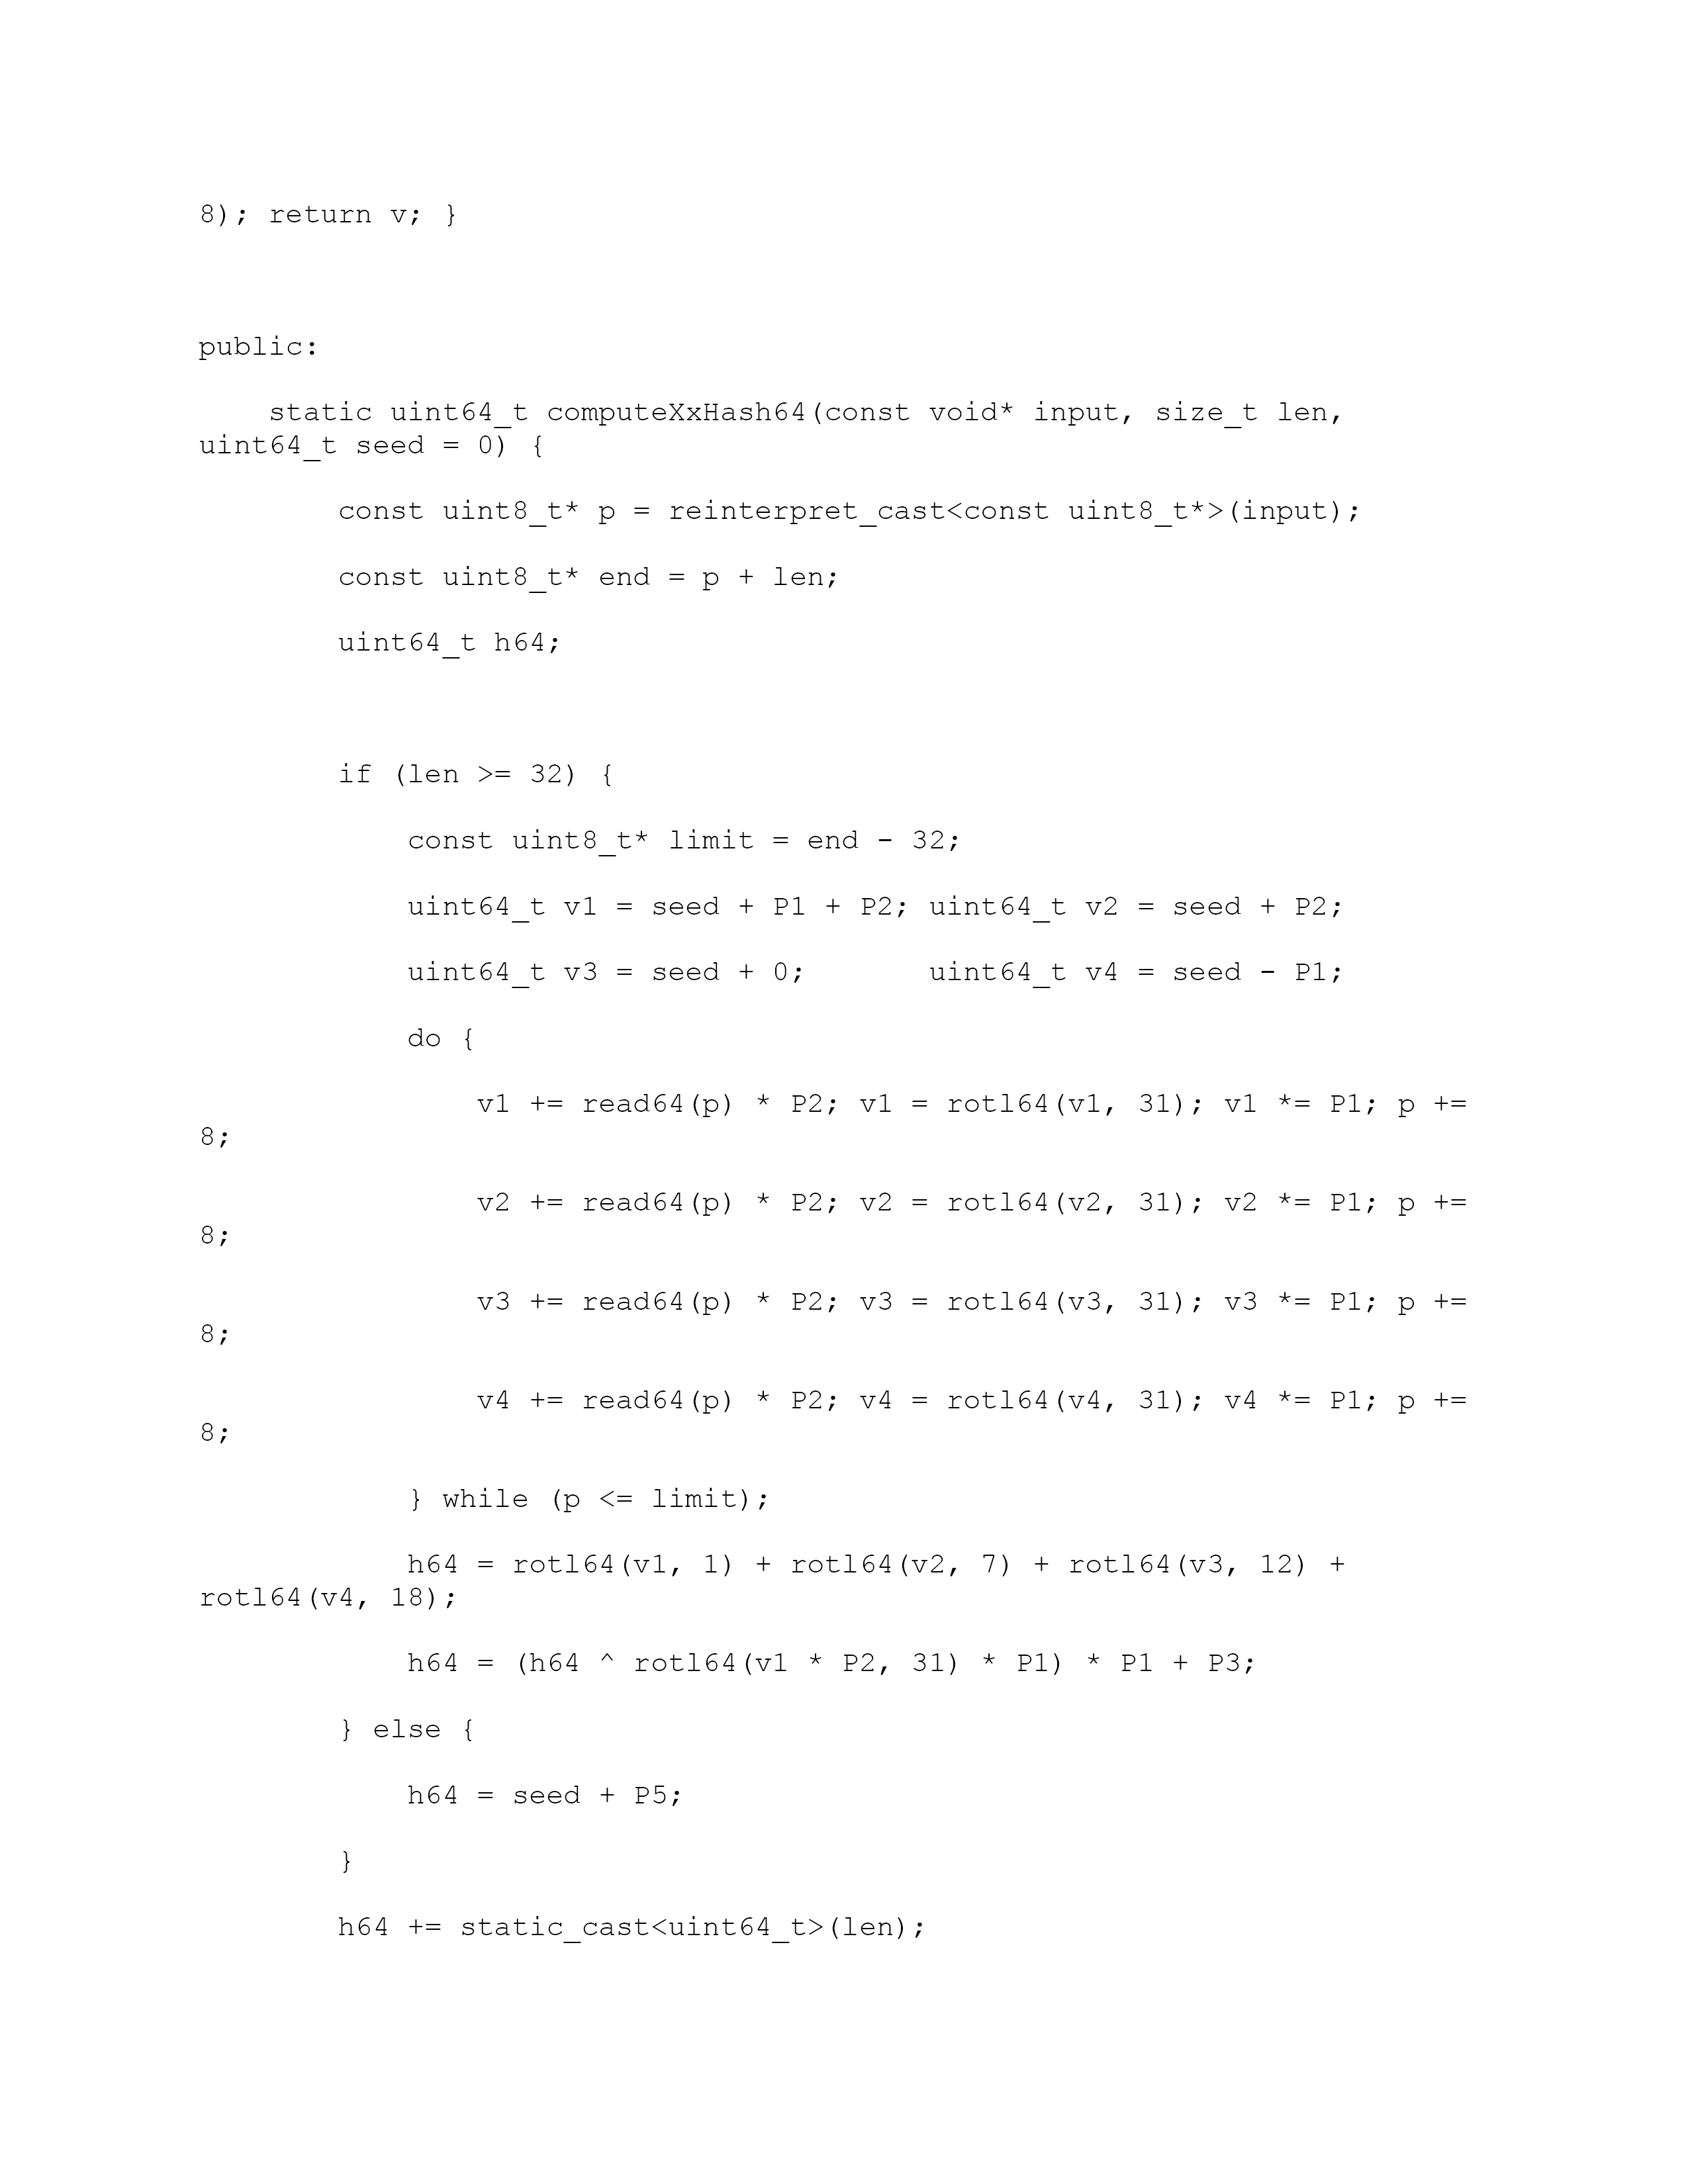 8); return v; }
public:
    static uint64_t computeXxHash64(const void* input, size_t len,
uint64_t seed = 0) {
        const uint8_t* p = reinterpret_cast<const uint8_t*>(input);
        const uint8_t* end = p + len;
        uint64_t h64;
        if (len >= 32) {
            const uint8_t* limit = end - 32;
            uint64_t v1 = seed + P1 + P2; uint64_t v2 = seed + P2;
            uint64_t v3 = seed + 0;       uint64_t v4 = seed - P1;
            do {
                v1 += read64(p) * P2; v1 = rotl64(v1, 31); v1 *= P1; p +=
8;
                v2 += read64(p) * P2; v2 = rotl64(v2, 31); v2 *= P1; p +=
8;
                v3 += read64(p) * P2; v3 = rotl64(v3, 31); v3 *= P1; p +=
8;
                v4 += read64(p) * P2; v4 = rotl64(v4, 31); v4 *= P1; p +=
8;
            } while (p <= limit);
            h64 = rotl64(v1, 1) + rotl64(v2, 7) + rotl64(v3, 12) +
rotl64(v4, 18);
            h64 = (h64 ^ rotl64(v1 * P2, 31) * P1) * P1 + P3;
        } else {
            h64 = seed + P5;
        }
        h64 += static_cast<uint64_t>(len);